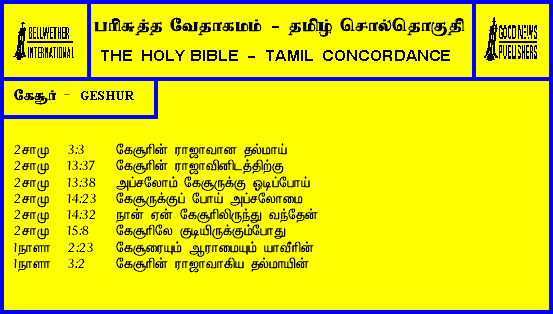 BELLWETHER
INTERNATIONAL
பரிசுத்த வேதாகமம் - தமிழ் சொல்தொகுதி
THE HOLY BIBLE - TAMIL CONCORDANCE
GOOD NEWS
PUBLISHERS
கேசூர் - GESHUR
2சாமு 3:3 கேசூரின் ராஜாவான தல்மாய்
2சாமு 13:37 கேசூரின் ராஜாவினிடத்திற்கு
2சாமு 13:38 அப்சலோம் கேசூருக்கு ஓடிப்போய்
2சாமு 14:23 கேசூருக்குப் போய் அப்சலோமை
2சாமு 14:32 நான் ஏன் கேசூரிலிருந்து வந்தேன்
2சாமு 15:8 கேசூரிலே குடியிருக்கும்போது
1நாளா 2:23 கேசூரையும் ஆராமையும் யாவீரின்
1நாளா 3:2 கேசூரின் ராஜாவாகிய தல்மாயின்